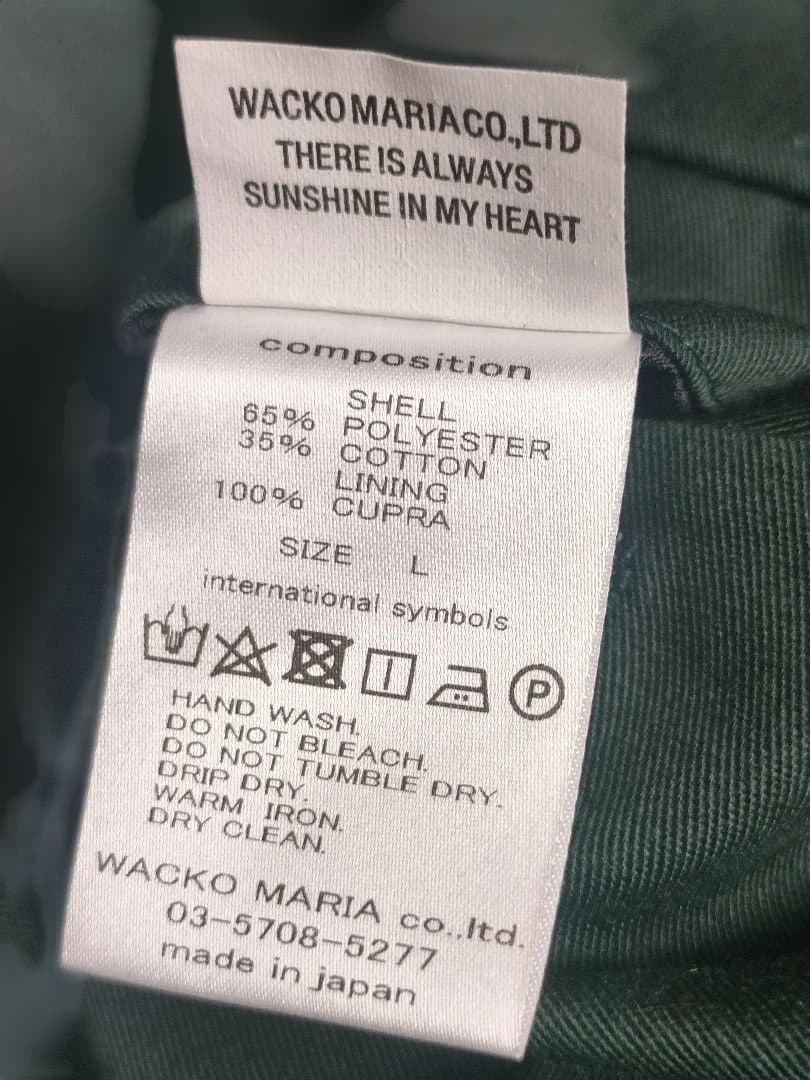 WACKO MARIA CO.,LTD
THERE IS ALWAYS
SUNSHINE IN MY HEART
composition
SHELL
65% POLYESTER
35% COTTON
LINING
100% CUPRA
SIZE L
international symbols
P
HAND WASH.
DO NOT BLEACH.
DO NOT TUMBLE DRY.
DRIP DRY.
WARM IRON.
DRY CLEAN.
WACKO MARIA co.,ltd.
03-5708-5277
made in japan